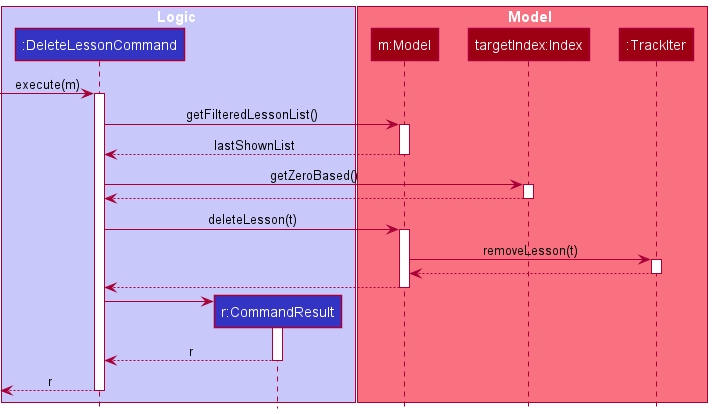 Logic
Model
:DeleteLessonCommand
m:Model
targetIndex:Index
:TrackIter
execute(m)
getFilteredLessonList()
lastShownList
getZeroBased()
deleteLesson(t)
removeLesson(t)
r:CommandResult
r
r